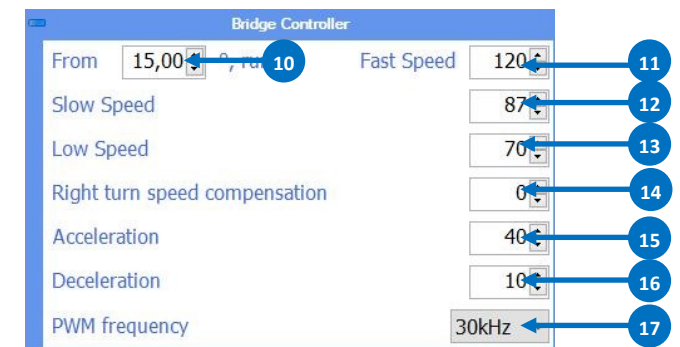 Bridge Controller
From 15,00 °, ru 10 Fast Speed 120 11
Slow Speed 87 12
Low Speed 70 13
Right turn speed compensation 0 14
Acceleration 40 15
Deceleration 10 16
PWM frequency 30kHz 17